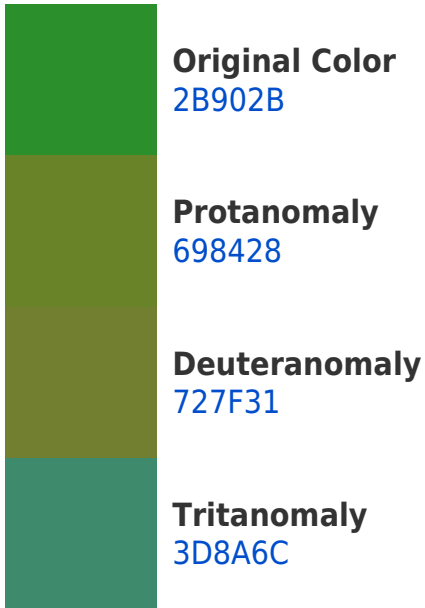 Original Color
2B902B
Protanomaly
698428
Deuteranomaly
727F31
Tritanomaly
3D8A6C